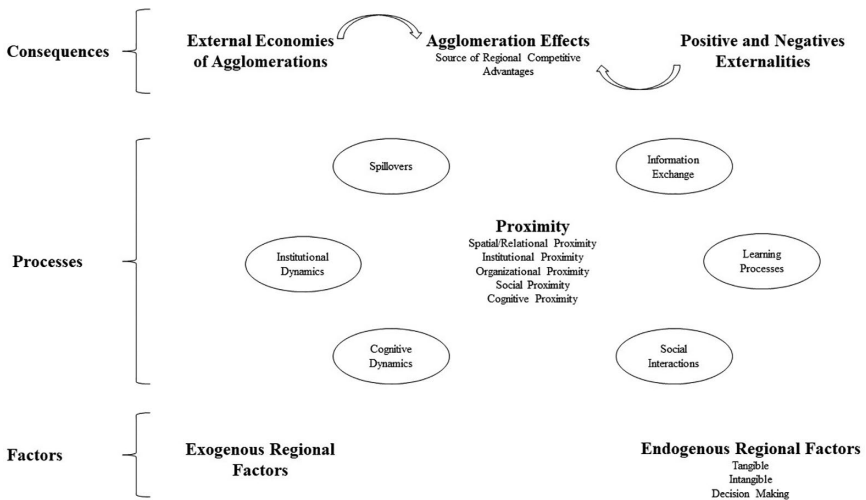 Consequences
External Economies
of Agglomerations
Agglomeration Effects
Source of Regional Competitive
Advantages
Positive and Negatives
Externalities
Processes
Spillovers
Information
Exchange
Institutional
Dynamics
Proximity
Spatial/Relational Proximity
Institutional Proximity
Organizational Proximity
Social Proximity
Cognitive Proximity
Learning
Processes
Cognitive
Dynamics
Social
Interactions
Factors
Exogenous Regional
Factors
Endogenous Regional Factors
Tangible
Intangible
Decision Making